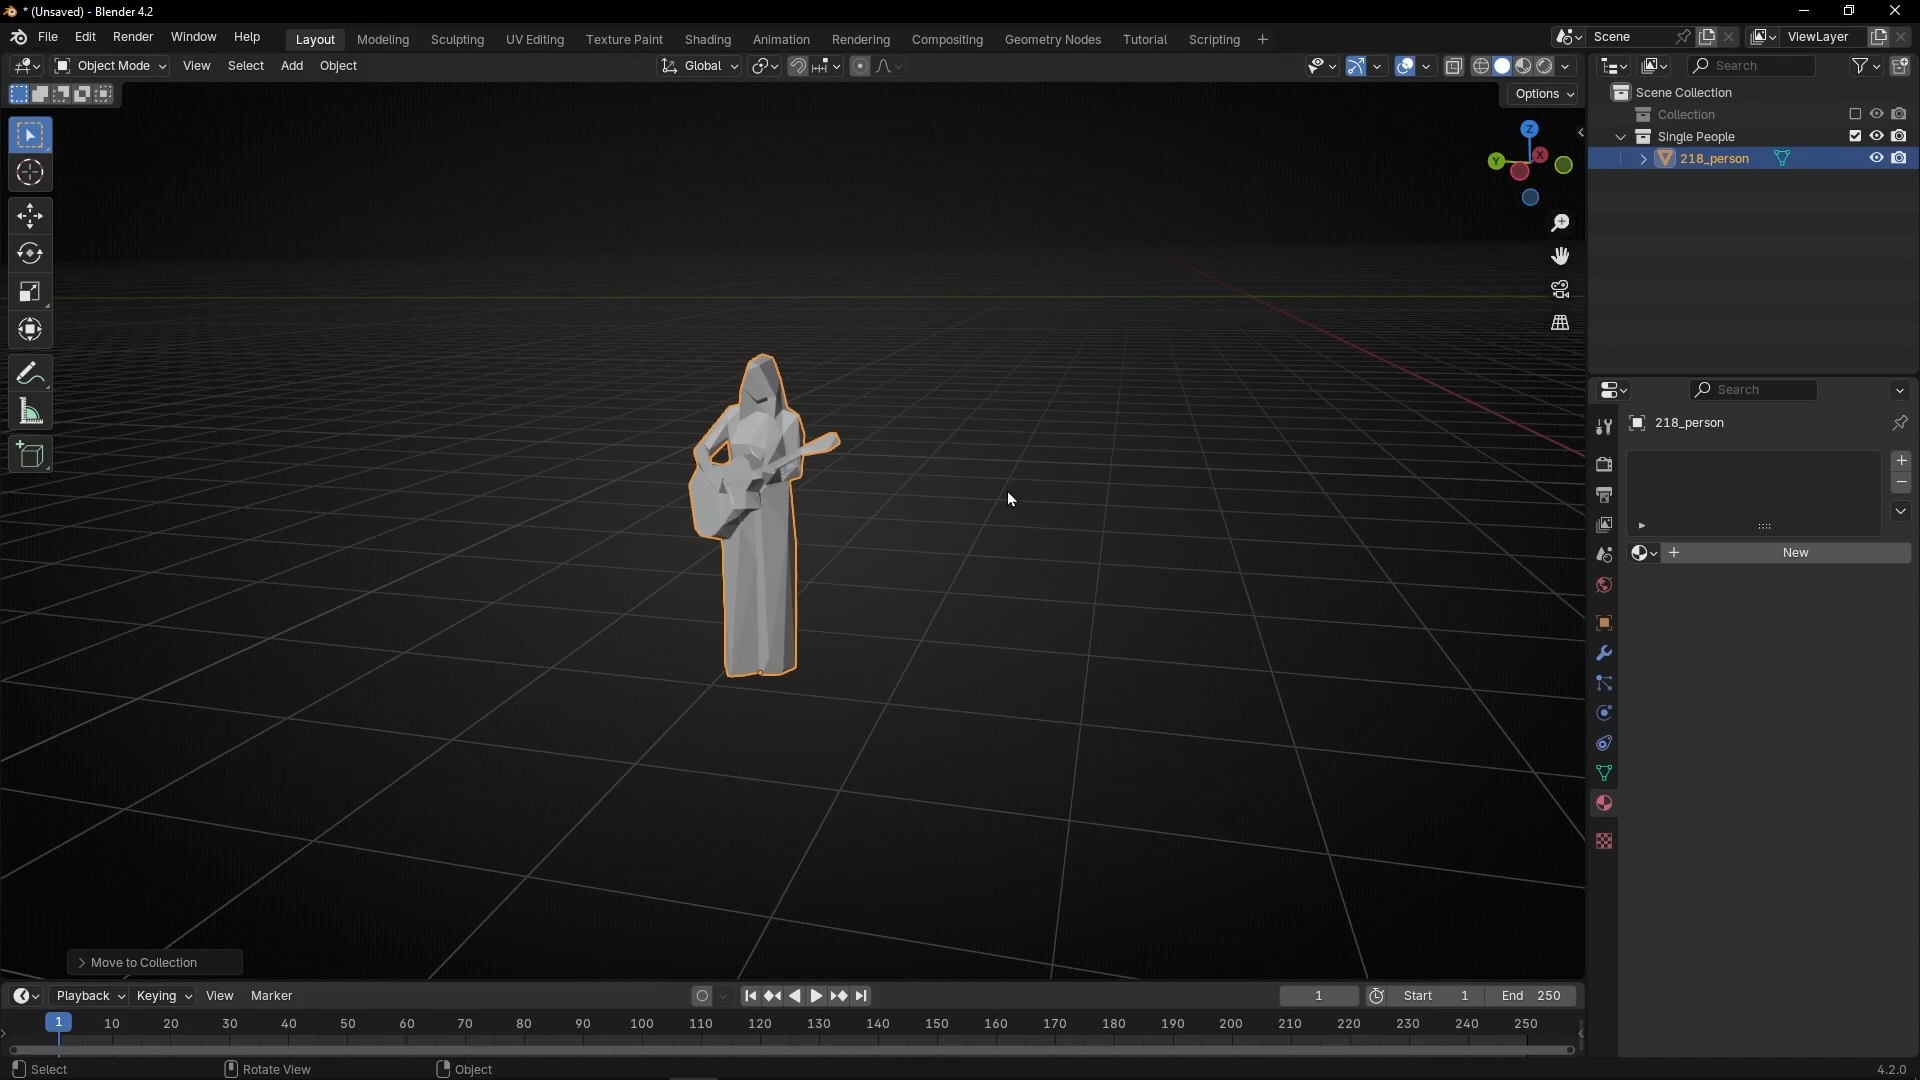 * (Unsaved) - Blender 4.2
File Edit Render Window Help Layout Modeling Sculpting UV Editing Texture Paint Shading Animation Rendering Compositing Geometry Nodes Tutorial Scripting + Scene ViewLayer
Object Mode View Select Add Object Global Search
Options
Scene Collection
Collection
Single People
218_person
Z
Y X
Search
218_person
+
−
+ New
> Move to Collection
Playback Keying View Marker 1 Start 1 End 250
1 10 20 30 40 50 60 70 80 90 100 110 120 130 140 150 160 170 180 190 200 210 220 230 240 250
Select Rotate View Object 4.2.0